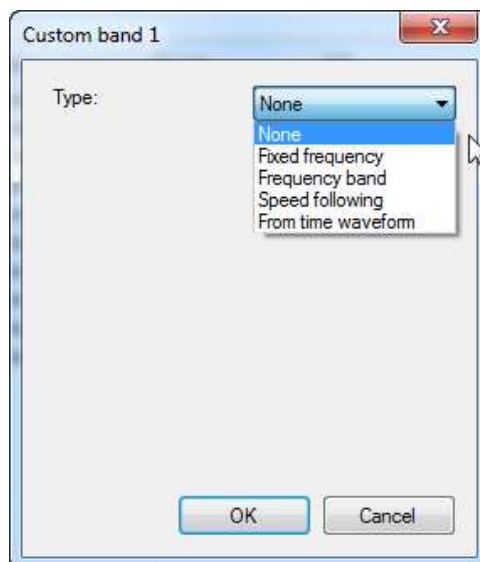 Custom band 1
Type:
None
None
Fixed frequency
Frequency band
Speed following
From time waveform
OK
Cancel